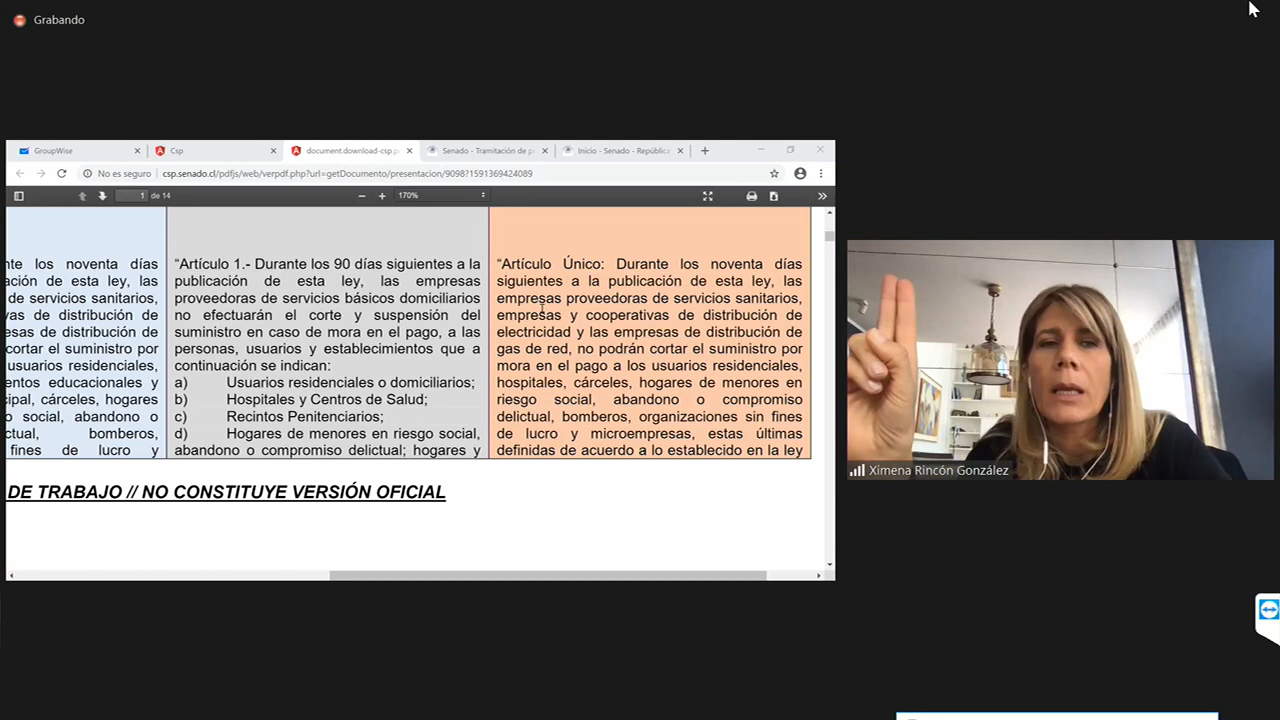 Grabando
GroupWise
Csp
document.download-csp.p
Senado - Tramitación de p
Inicio - Senado - República
No es seguro
csp.senado.cl/pdfjs/web/verpdf.php?url=getDocumento/presentacion/9098?1591369424089
1 de 14
170%
nte los noventa días
ación de esta ley, las
de servicios sanitarios,
vas de distribución de
esas de distribución de
cortar el suministro por
usuarios residenciales,
entos educacionales y
cipal, cárceles, hogares
o social, abandono o
ctual, bomberos,
fines de lucro y
“Artículo 1.- Durante los 90 días siguientes a la
publicación de esta ley, las empresas
proveedoras de servicios básicos domiciliarios
no efectuarán el corte y suspensión del
suministro en caso de mora en el pago, a las
personas, usuarios y establecimientos que a
continuación se indican:
a) Usuarios residenciales o domiciliarios;
b) Hospitales y Centros de Salud;
c) Recintos Penitenciarios;
d) Hogares de menores en riesgo social,
abandono o compromiso delictual; hogares y
“Artículo Único: Durante los noventa días
siguientes a la publicación de esta ley, las
empresas proveedoras de servicios sanitarios,
empresas y cooperativas de distribución de
electricidad y las empresas de distribución de
gas de red, no podrán cortar el suministro por
mora en el pago a los usuarios residenciales,
hospitales, cárceles, hogares de menores en
riesgo social, abandono o compromiso
delictual, bomberos, organizaciones sin fines
de lucro y microempresas, estas últimas
definidas de acuerdo a lo establecido en la ley
DE TRABAJO // NO CONSTITUYE VERSIÓN OFICIAL
Ximena Rincón González